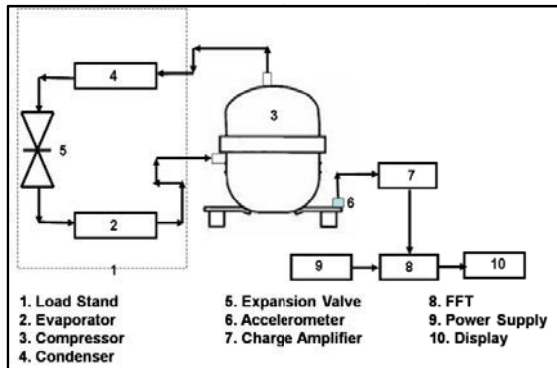 4
3
5
7
6
2
9
8
10
1
1. Load Stand
2. Evaporator
3. Compressor
4. Condenser
5. Expansion Valve
6. Accelerometer
7. Charge Amplifier
8. FFT
9. Power Supply
10. Display